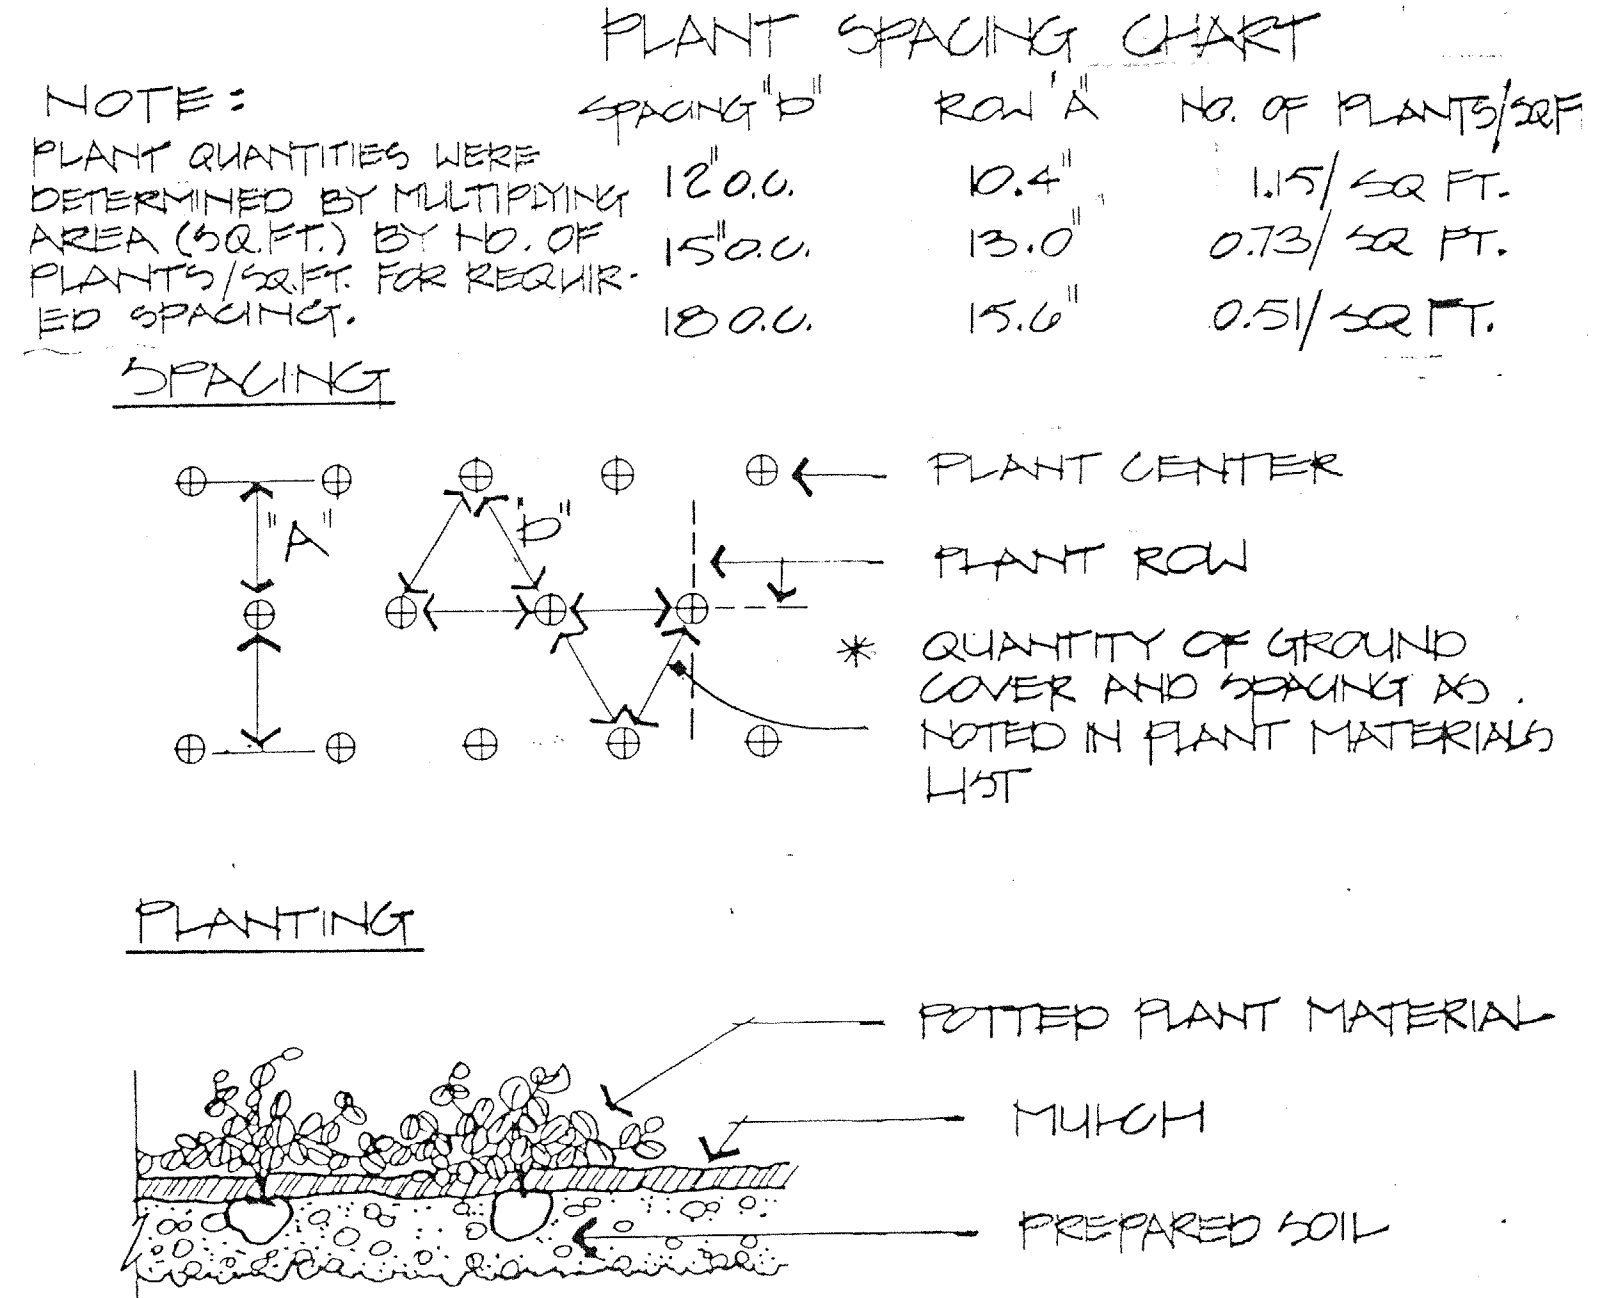 PLANT SPACING CHART
NOTE:
PLANT QUANTITIES WERE
DETERMINED BY MULTIPLYING
AREA (SQ.FT.) BY NO. OF
PLANTS/SQ.FT. FOR REQUIR-
ED SPACING.
SPACING "D" ROW 'A" NO. OF PLANTS/SQF
12" O.C. 10.4" 1.15/ SQ FT.
15" O.C. 13.0" 0.73/ SQ FT.
18 O.C. 15.6" 0.51/ SQ FT.
SPACING
"A"
"D"
PLANT CENTER
PLANT ROW
* QUANTITY OF GROUND
COVER AND SPACING AS
NOTED IN PLANT MATERIALS
LIST
PLANTING
POTTED PLANT MATERIAL
MULCH
PREPARED SOIL